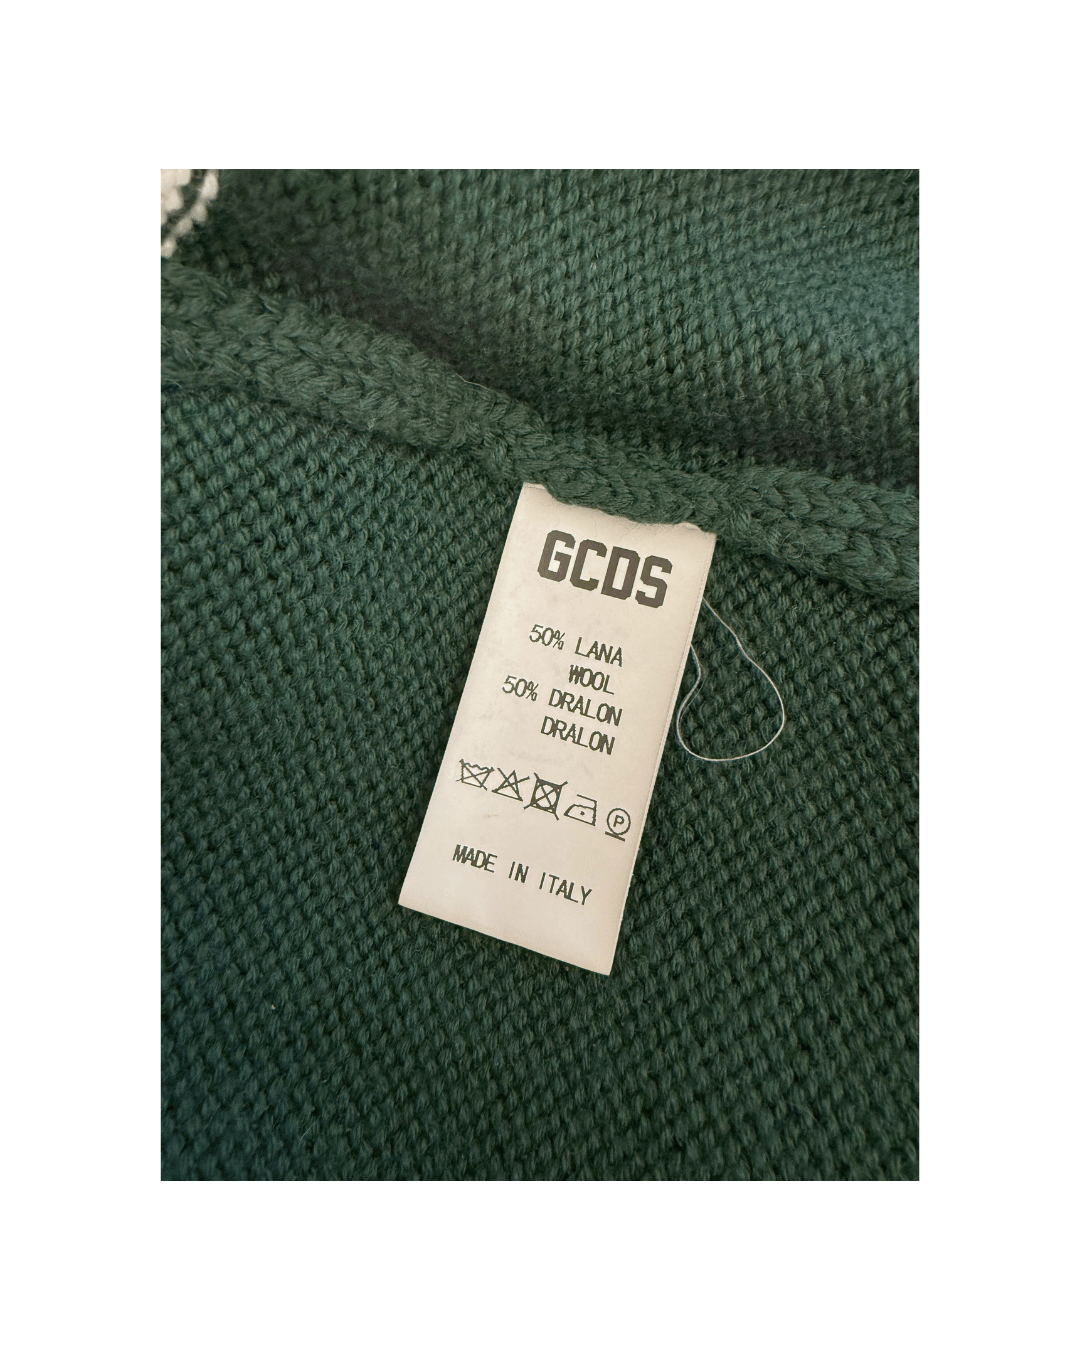 GCDS
50% LANA
WOOL
50% DRALON
DRALON
P
MADE IN ITALY